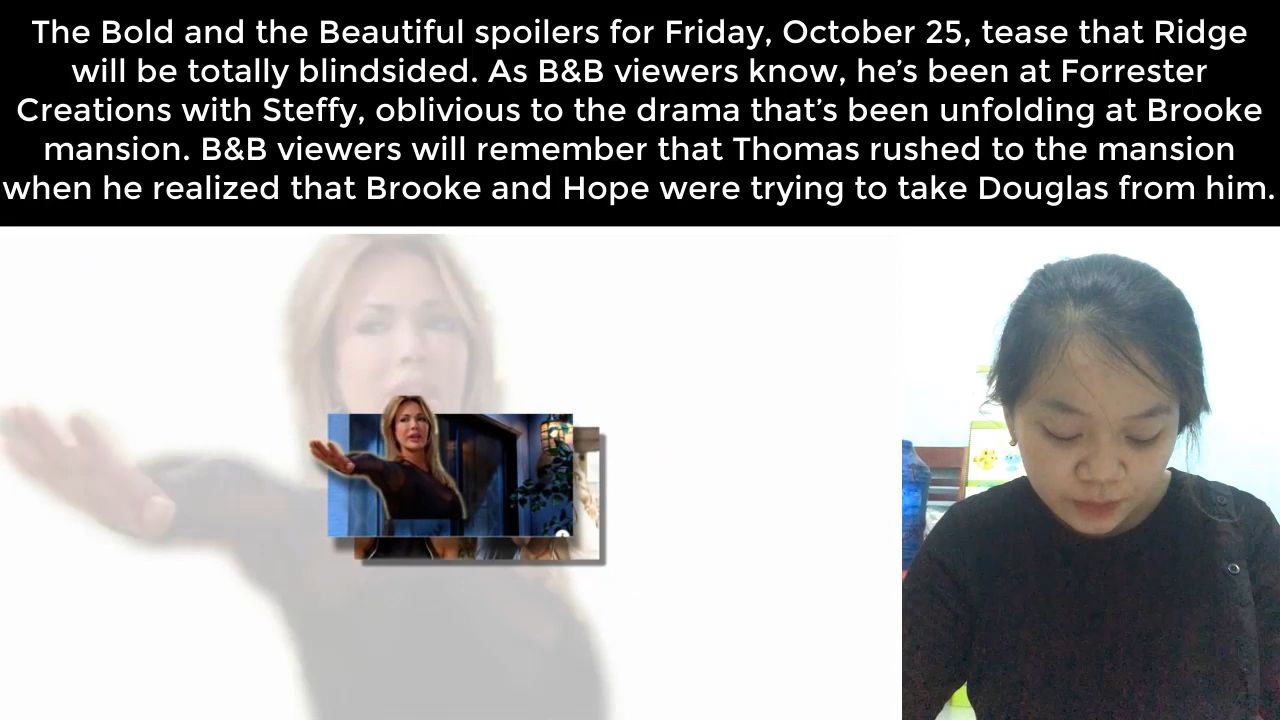 The Bold and the Beautiful spoilers for Friday, October 25, tease that Ridge
will be totally blindsided. As B&B viewers know, he’s been at Forrester
Creations with Steffy, oblivious to the drama that’s been unfolding at Brooke
mansion. B&B viewers will remember that Thomas rushed to the mansion
when he realized that Brooke and Hope were trying to take Douglas from him.